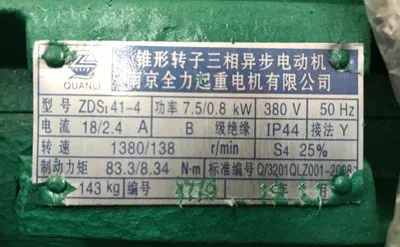 QUANLI
锥形转子三相异步电动机
南京全力起重电机有限公司
型号 ZDS₁41-4 功率 7.5/0.8 kW 380 V 50 Hz
电流 18/2.4 A B 级绝缘 IP44 接法 Y
转速 1380/138 r/min S4 25%
制动力矩 83.3/8.34 N·m 标准编号 Q/3201QLZ001-2008
143 kg 编号